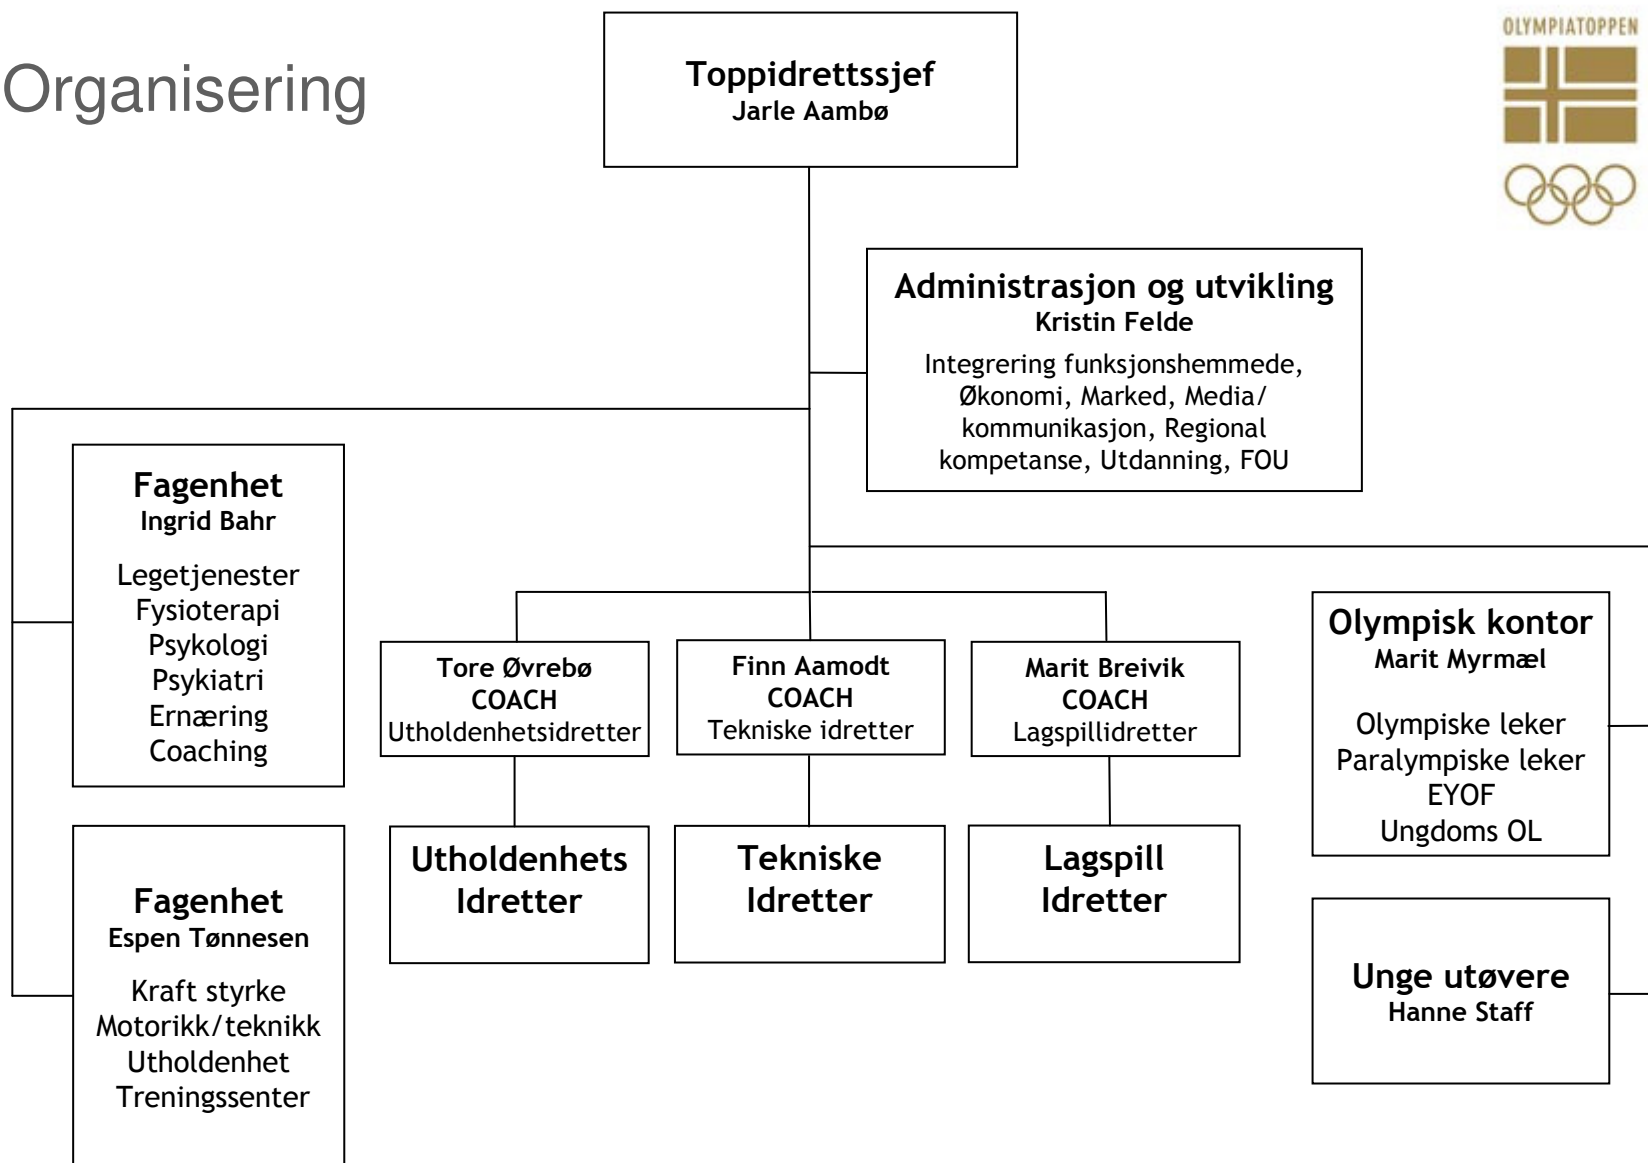 Organisering
OLYMPIATOPPEN
Toppidrettssjef
Jarle Aambø
Administrasjon og utvikling
Kristin Felde
Integrering funksjonshemmede,
Økonomi, Marked, Media/
kommunikasjon, Regional
kompetanse, Utdanning, FOU
Fagenhet
Ingrid Bahr
Legetjenester
Fysioterapi
Psykologi
Psykiatri
Ernæring
Coaching
Fagenhet
Espen Tønnesen
Kraft styrke
Motorikk/teknikk
Utholdenhet
Treningssenter
Tore Øvrebø
COACH
Utholdenhetsidretter
Finn Aamodt
COACH
Tekniske idretter
Marit Breivik
COACH
Lagspillidretter
Utholdenhets
Idretter
Tekniske
Idretter
Lagspill
Idretter
Olympisk kontor
Marit Myrmæl
Olympiske leker
Paralympiske leker
EYOF
Ungdoms OL
Unge utøvere
Hanne Staff